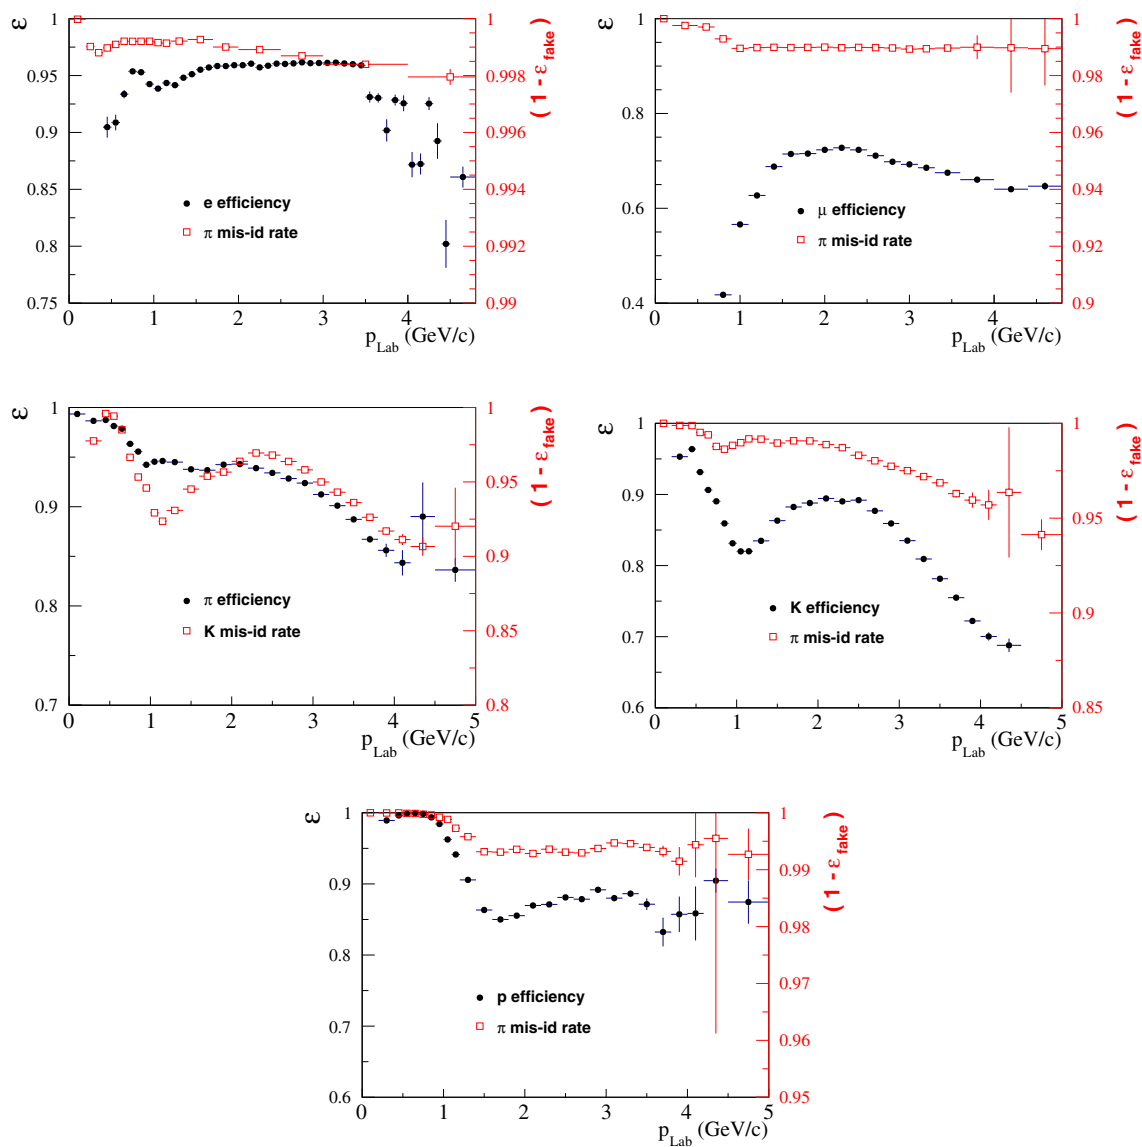 ε
1
0.95
0.9
0.85
0.8
0.75
0 1 2 3 4
p_Lab (GeV/c)
1
0.998
0.996
0.994
0.992
0.99
(1 - ε_fake)
e efficiency
π mis-id rate
ε
1
0.8
0.6
0.4
0 1 2 3 4
p_Lab (GeV/c)
1
0.98
0.96
0.94
0.92
0.9
(1 - ε_fake)
μ efficiency
π mis-id rate
ε
1
0.9
0.8
0.7
0 1 2 3 4 5
p_Lab (GeV/c)
1
0.95
0.9
0.85
0.8
(1 - ε_fake)
π efficiency
K mis-id rate
ε
1
0.9
0.8
0.7
0.6
0 1 2 3 4 5
p_Lab (GeV/c)
1
0.95
0.9
0.85
(1 - ε_fake)
K efficiency
π mis-id rate
ε
1
0.9
0.8
0.7
0.6
0 1 2 3 4 5
p_Lab (GeV/c)
1
0.99
0.98
0.97
0.96
0.95
(1 - ε_fake)
p efficiency
π mis-id rate